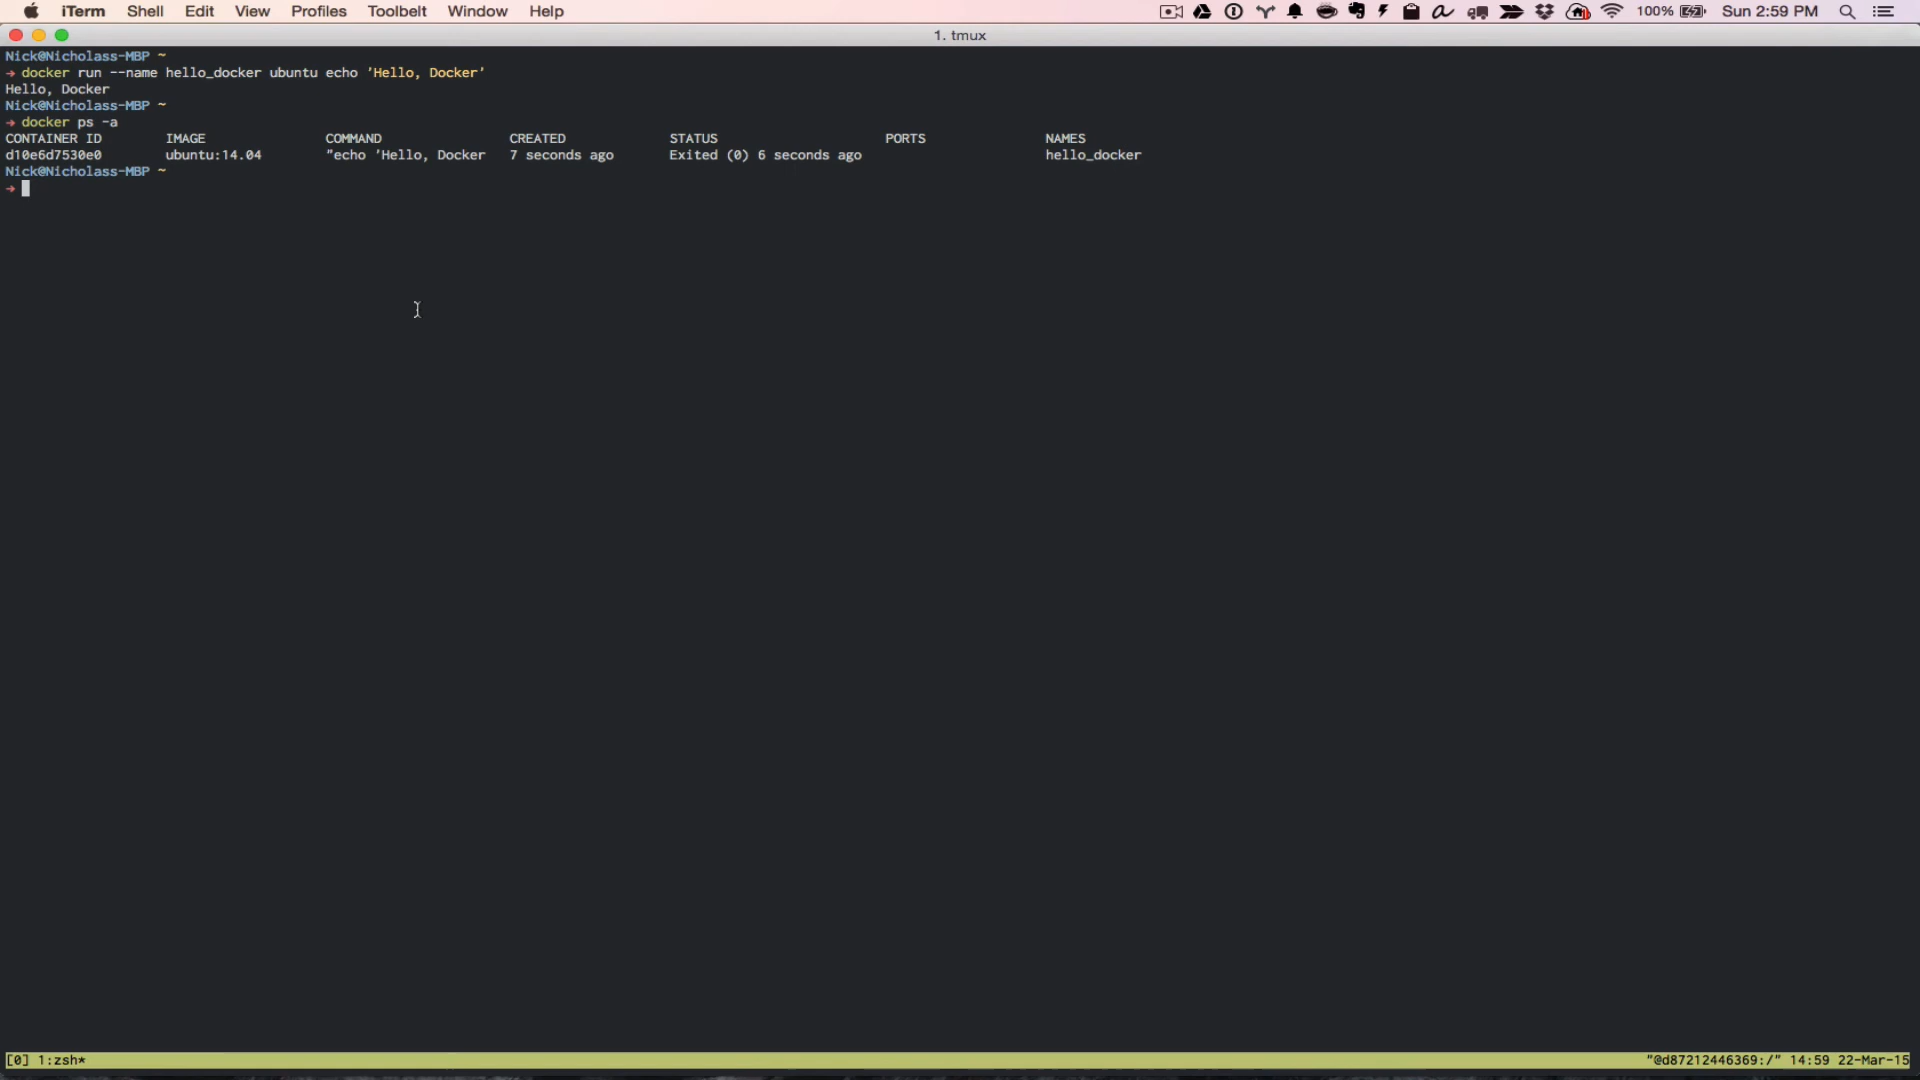 iTerm Shell Edit View Profiles Toolbelt Window Help 100% Sun 2:59 PM
1. tmux
Nick@Nicholass-MBP ~
→ docker run --name hello_docker ubuntu echo 'Hello, Docker'
Hello, Docker
Nick@Nicholass-MBP ~
→ docker ps -a
CONTAINER ID IMAGE COMMAND CREATED STATUS PORTS NAMES
d10e6d7530e0 ubuntu:14.04 "echo 'Hello, Docker 7 seconds ago Exited (0) 6 seconds ago hello_docker
Nick@Nicholass-MBP ~
→
[0] 1:zsh* "@d87212446369:/" 14:59 22-Mar-15